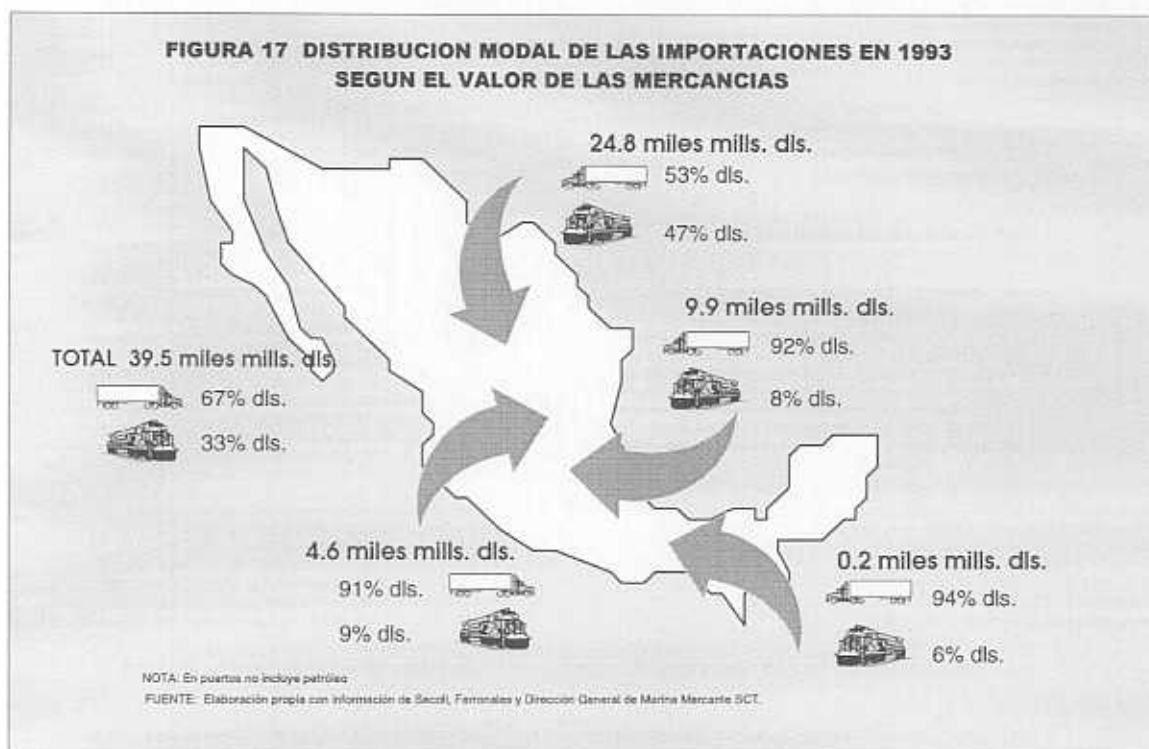 FIGURA 17 DISTRIBUCION MODAL DE LAS IMPORTACIONES EN 1993
SEGUN EL VALOR DE LAS MERCANCIAS
24.8 miles mills. dls.
53% dls.
47% dls.
9.9 miles mills. dls.
92% dls.
8% dls.
TOTAL 39.5 miles mills. dls
67% dls.
33% dls.
4.6 miles mills. dls.
91% dls.
9% dls.
0.2 miles mills. dls.
94% dls.
6% dls.
NOTA: En puertos no incluye petróleo
FUENTE: Elaboración propia con información de Secofi, Ferronales y Dirección General de Marina Mercante SCT.